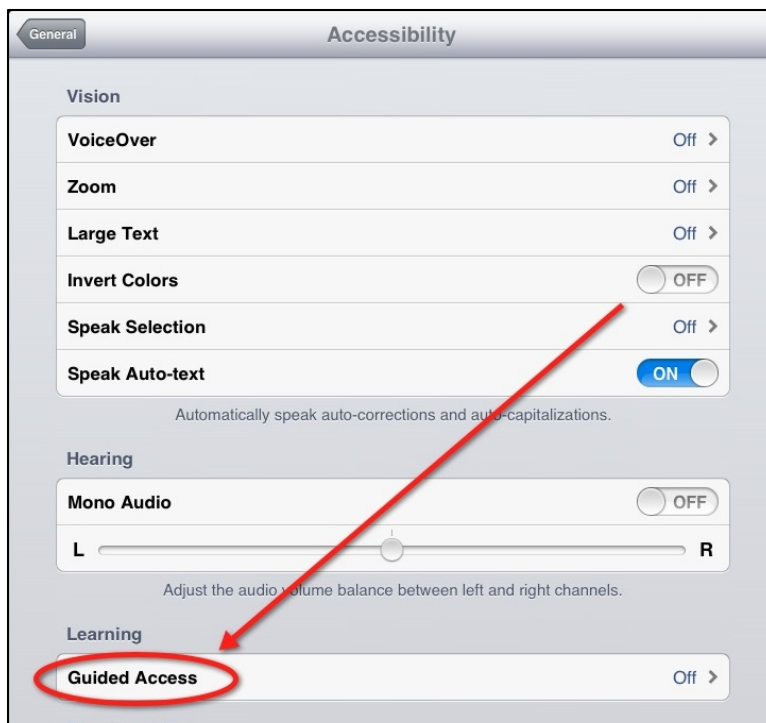 General
Accessibility
Vision
VoiceOver Off
Zoom Off
Large Text Off
Invert Colors OFF
Speak Selection Off
Speak Auto-text ON
Automatically speak auto-corrections and auto-capitalizations.
Hearing
Mono Audio OFF
L R
Adjust the audio volume balance between left and right channels.
Learning
Guided Access Off